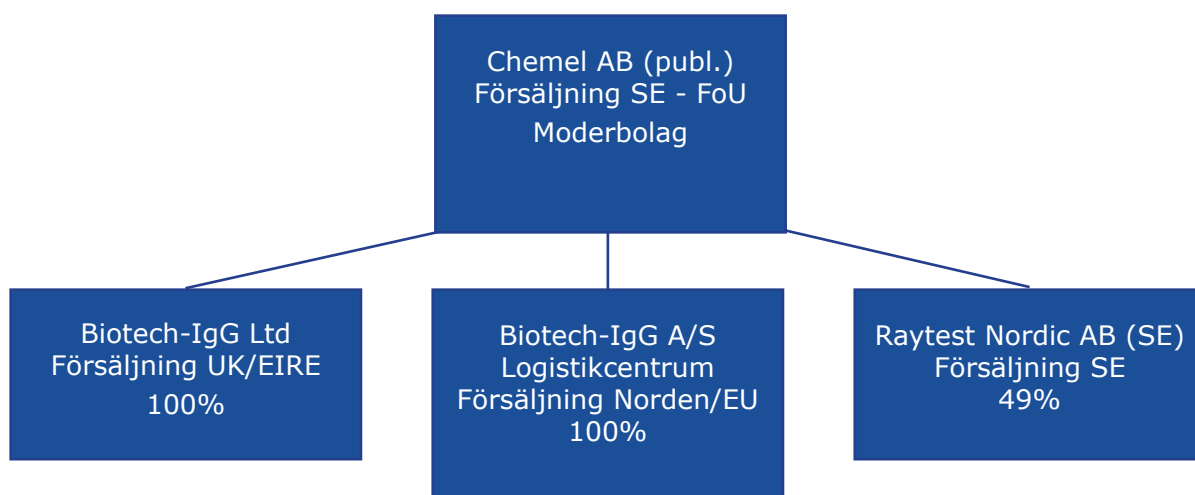 Chemel AB (publ.)
Försäljning SE - FoU
Moderbolag
Biotech-IgG Ltd
Försäljning UK/EIRE
100%
Biotech-IgG A/S
Logistikcentrum
Försäljning Norden/EU
100%
Raytest Nordic AB (SE)
Försäljning SE
49%